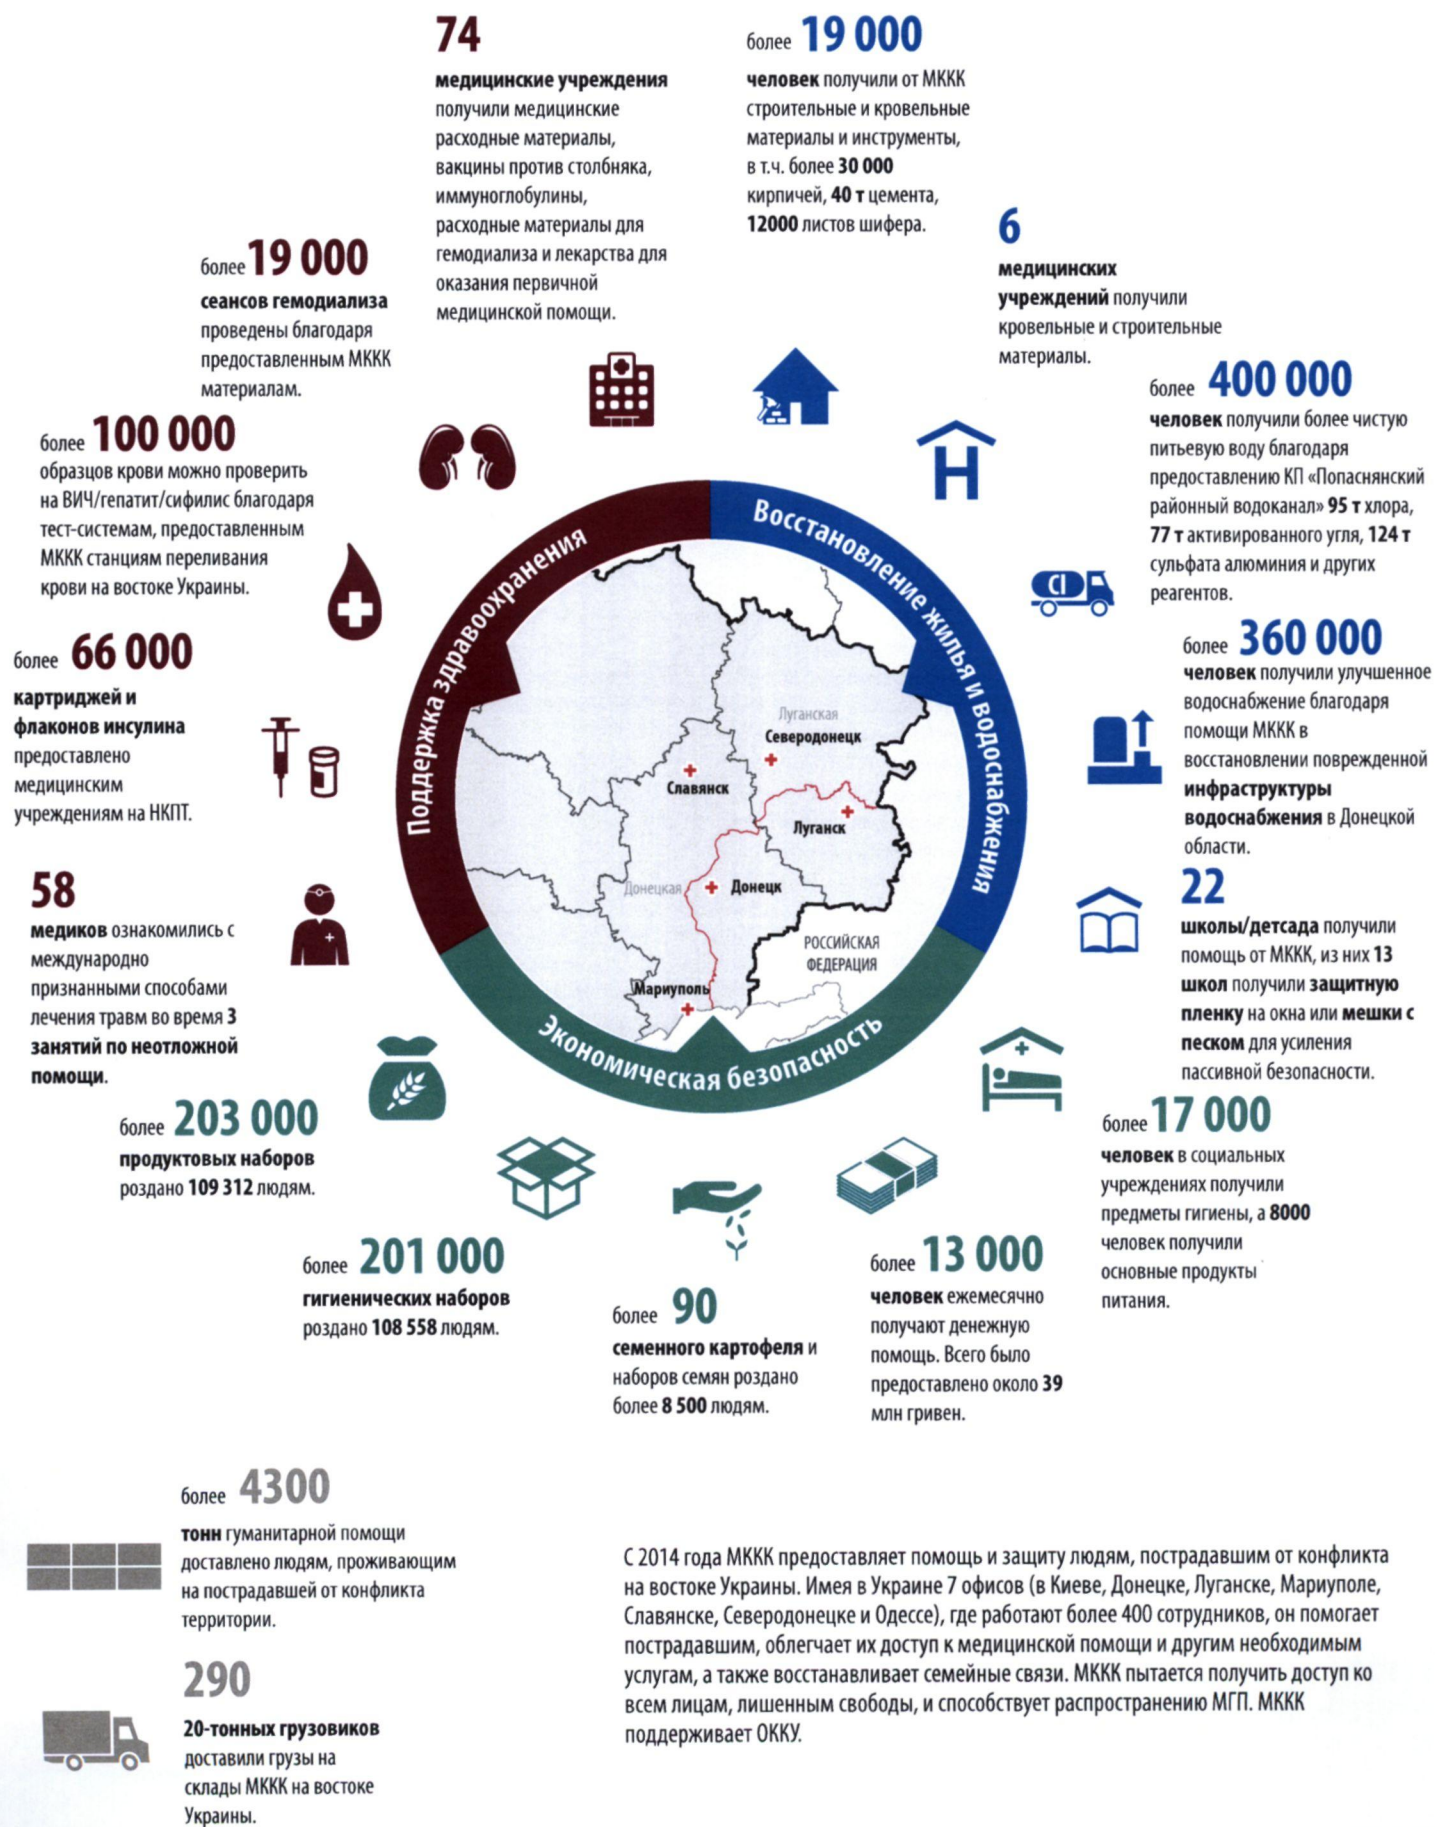 74
медицинские учреждения
получили медицинские
расходные материалы,
вакцины против столбняка,
иммуноглобулины,
расходные материалы для
гемодиализа и лекарства для
оказания первичной
медицинской помощи.
более 19 000
человек получили от МККК
строительные и кровельные
материалы и инструменты,
в т.ч. более 30 000
кирпичей, 40 т цемента,
12000 листов шифера.
6
медицинских
учреждений получили
кровельные и строительные
материалы.
более 19 000
сеансов гемодиализа
проведены благодаря
предоставленным МККК
материалам.
более 400 000
человек получили более чистую
питьевую воду благодаря
предоставлению КП «Попаснянский
районный водоканал» 95 т хлора,
77 т активированного угля, 124 т
сульфата алюминия и других
реагентов.
более 100 000
образцов крови можно проверить
на ВИЧ/гепатит/сифилис благодаря
тест-системам, предоставленным
МККК станциям переливания
крови на востоке Украины.
H
Cl
более 66 000
картриджей и
флаконов инсулина
предоставлено
медицинским
учреждениям на НКПТ.
более 360 000
человек получили улучшенное
водоснабжение благодаря
помощи МККК в
восстановлении поврежденной
инфраструктуры
водоснабжения в Донецкой
области.
Поддержка здравоохранения
Восстановление жилья и водоснабжения
Экономическая безопасность
Луганская
Северодонецк
Славянск
Луганск
Донецкая
Донецк
РОССИЙСКАЯ
ФЕДЕРАЦИЯ
Мариуполь
58
медиков ознакомились с
международно
признанными способами
лечения травм во время 3
занятий по неотложной
помощи.
22
школы/детсада получили
помощь от МККК, из них 13
школ получили защитную
пленку на окна или мешки с
песком для усиления
пассивной безопасности.
более 203 000
продуктовых наборов
роздано 109 312 людям.
более 17 000
человек в социальных
учреждениях получили
предметы гигиены, а 8000
человек получили
основные продукты
питания.
более 201 000
гигиенических наборов
роздано 108 558 людям.
более 90
семенного картофеля и
наборов семян роздано
более 8 500 людям.
более 13 000
человек ежемесячно
получают денежную
помощь. Всего было
предоставлено около 39
млн гривен.
более 4300
тонн гуманитарной помощи
доставлено людям, проживающим
на пострадавшей от конфликта
территории.
290
20-тонных грузовиков
доставили грузы на
склады МККК на востоке
Украины.
С 2014 года МККК предоставляет помощь и защиту людям, пострадавшим от конфликта
на востоке Украины. Имея в Украине 7 офисов (в Киеве, Донецке, Луганске, Мариуполе,
Славянске, Северодонецке и Одессе), где работают более 400 сотрудников, он помогает
пострадавшим, облегчает их доступ к медицинской помощи и другим необходимым
услугам, а также восстанавливает семейные связи. МККК пытается получить доступ ко
всем лицам, лишенным свободы, и способствует распространению МГП. МККК
поддерживает ОККУ.